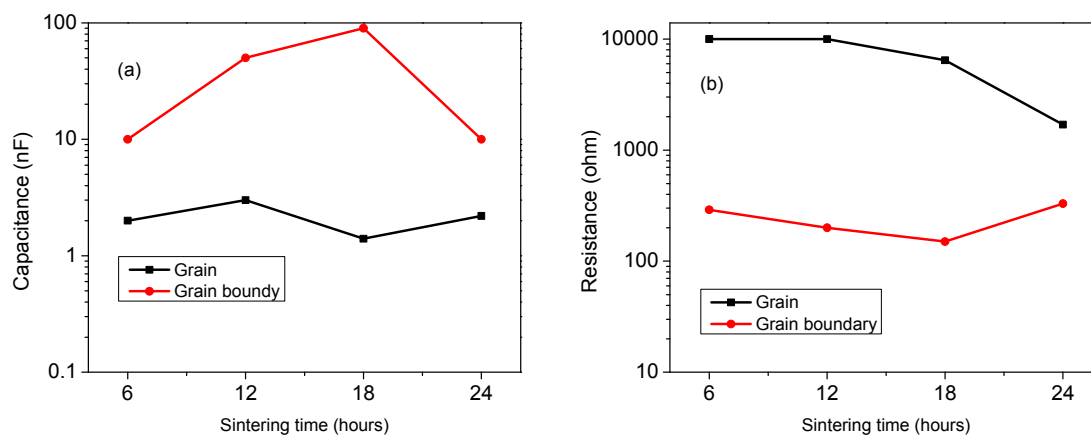 100
10
1
0.1
Capacitance (nF)
(a)
Grain
Grain boundy
6 12 18 24
Sintering time (hours)
10000
1000
100
10
Resistance (ohm)
(b)
Grain
Grain boundary
6 12 18 24
Sintering time (hours)